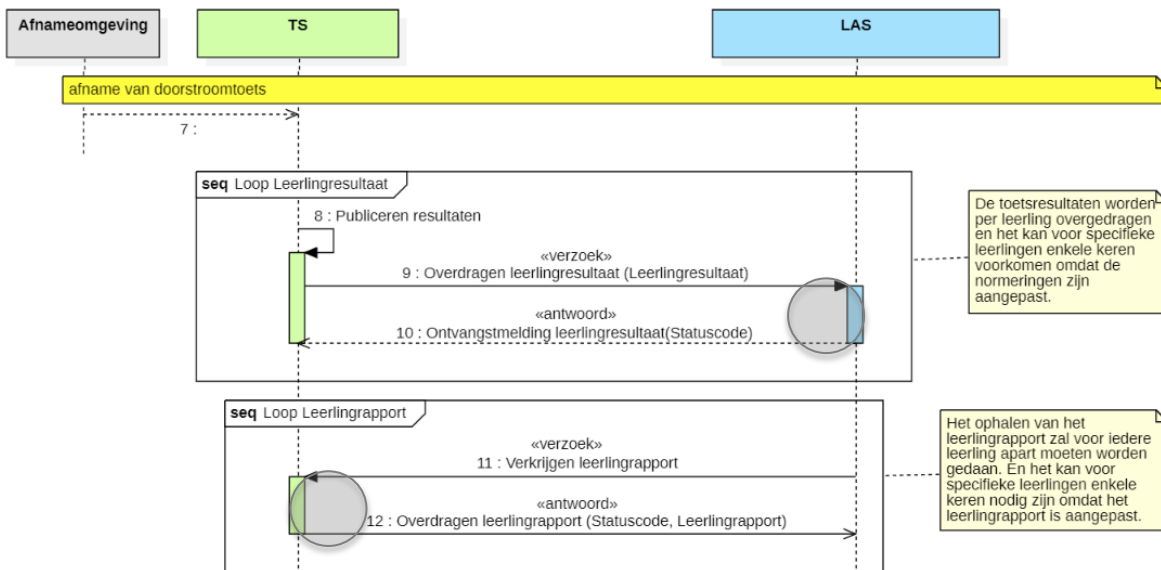 Afnameomgeving
TS
LAS
afname van doorstroomtoets
7 :
seq Loop Leerlingresultaat
8 : Publiceren resultaten
«verzoek»
9 : Overdragen leerlingresultaat (Leerlingresultaat)
«antwoord»
10 : Ontvangstmelding leerlingresultaat(Statuscode)
De toetsresultaten worden
per leerling overgedragen
en het kan voor specifieke
leerlingen enkele keren
voorkomen omdat de
normeringen zijn
aangepast.
seq Loop Leerlingrapport
«verzoek»
11 : Verkrijgen leerlingrapport
«antwoord»
12 : Overdragen leerlingrapport (Statuscode, Leerlingrapport)
Het ophalen van het
leerlingrapport zal voor iedere
leerling apart moeten worden
gedaan. En het kan voor
specifieke leerlingen enkele
keren nodig zijn omdat het
leerlingrapport is aangepast.